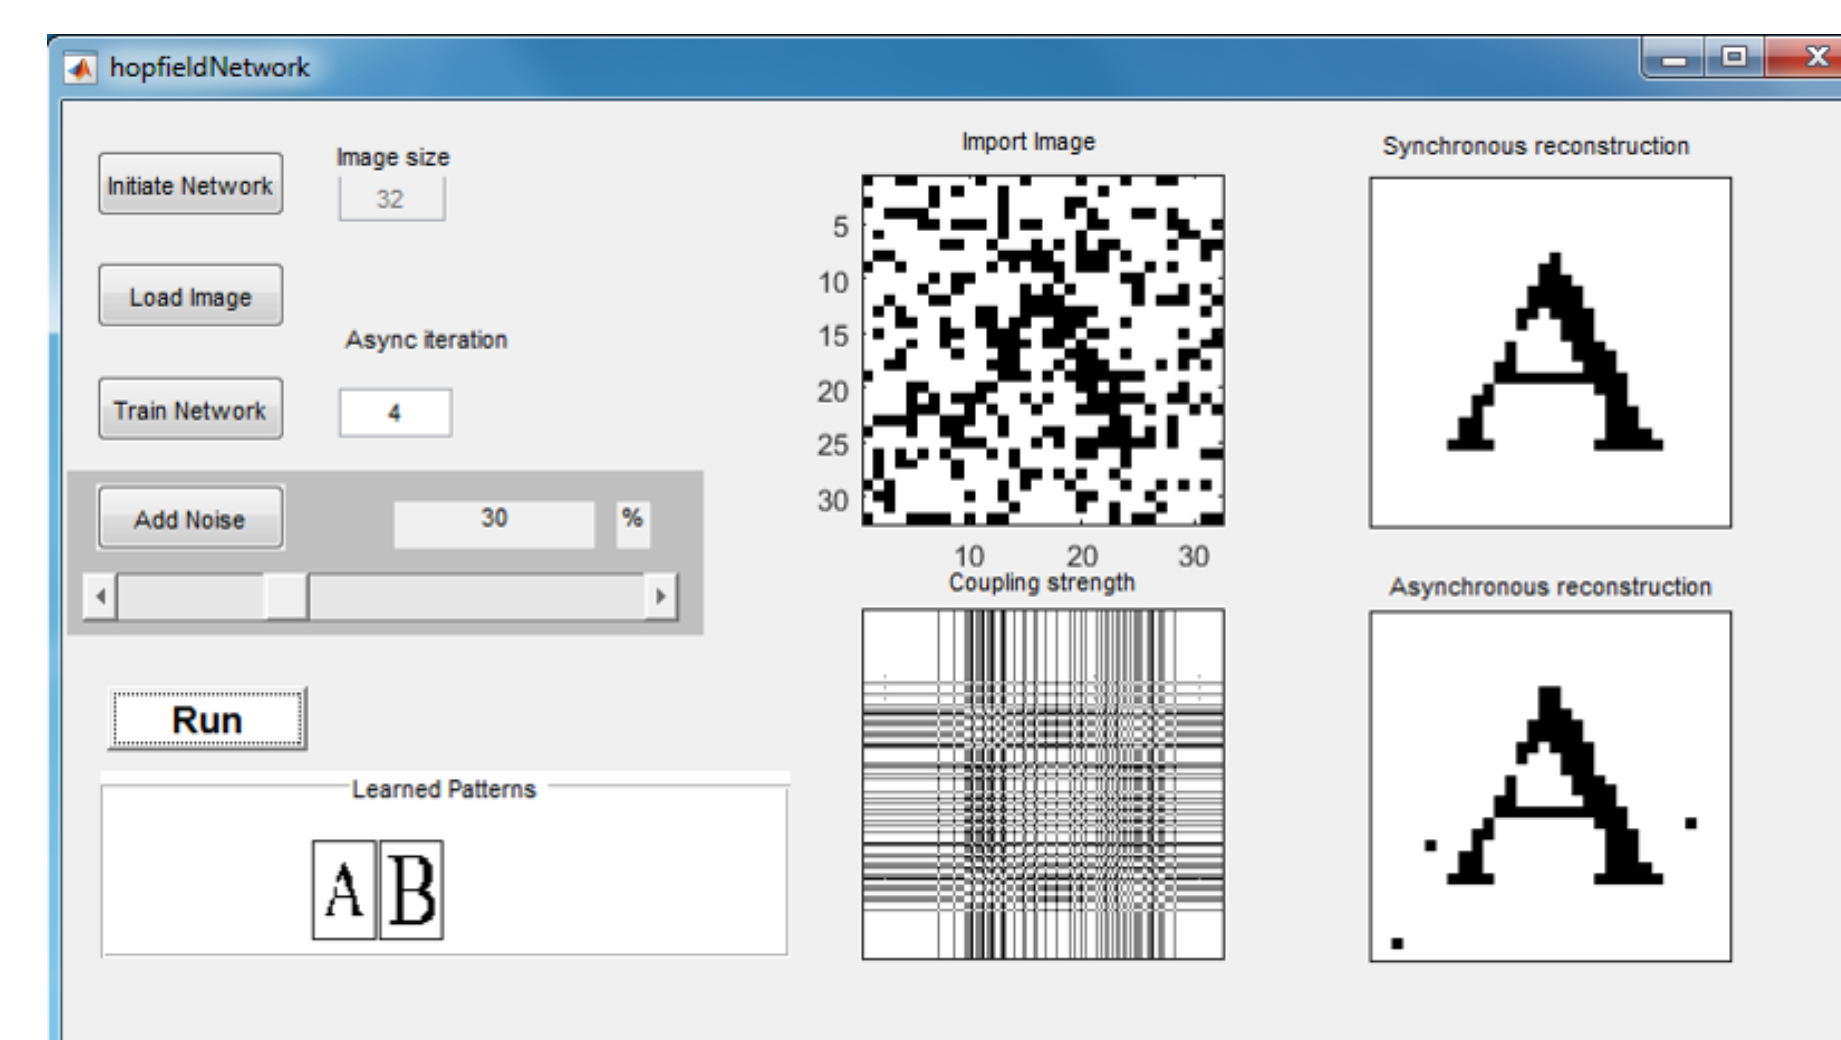 hopfieldNetwork
Initiate Network
Image size
32
Load Image
Async iteration
Train Network
4
Add Noise
30
%
Run
Learned Patterns
A B
Import Image
5
10
15
20
25
30
10 20 30
Coupling strength
Synchronous reconstruction
A
Asynchronous reconstruction
A